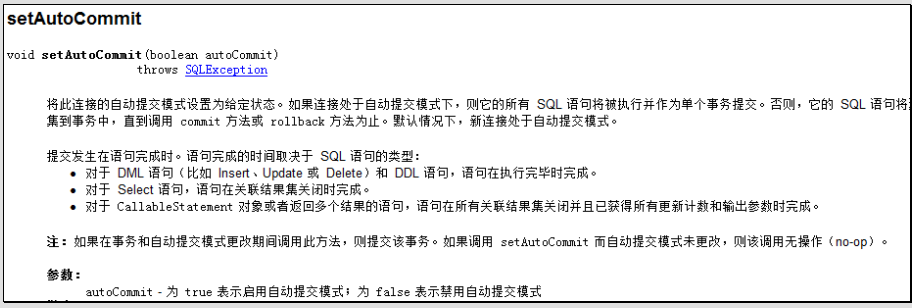 setAutoCommit
void setAutoCommit(boolean autoCommit)
throws SQLException
将此连接的自动提交模式设置为给定状态。如果连接处于自动提交模式下，则它的所有 SQL 语句将被执行并作为单个事务提交。否则，它的 SQL 语句将
集到事务中，直到调用 commit 方法或 rollback 方法为止。默认情况下，新连接处于自动提交模式。
提交发生在语句完成时。语句完成的时间取决于 SQL 语句的类型：
● 对于 DML 语句（比如 Insert、Update 或 Delete）和 DDL 语句，语句在执行完毕时完成。
● 对于 Select 语句，语句在关联结果集关闭时完成。
● 对于 CallableStatement 对象或者返回多个结果的语句，语句在所有关联结果集关闭并且已获得所有更新计数和输出参数时完成。
注：如果在事务和自动提交模式更改期间调用此方法，则提交该事务。如果调用 setAutoCommit 而自动提交模式未更改，则该调用无操作（no-op）。
参数：
autoCommit - 为 true 表示启用自动提交模式；为 false 表示禁用自动提交模式